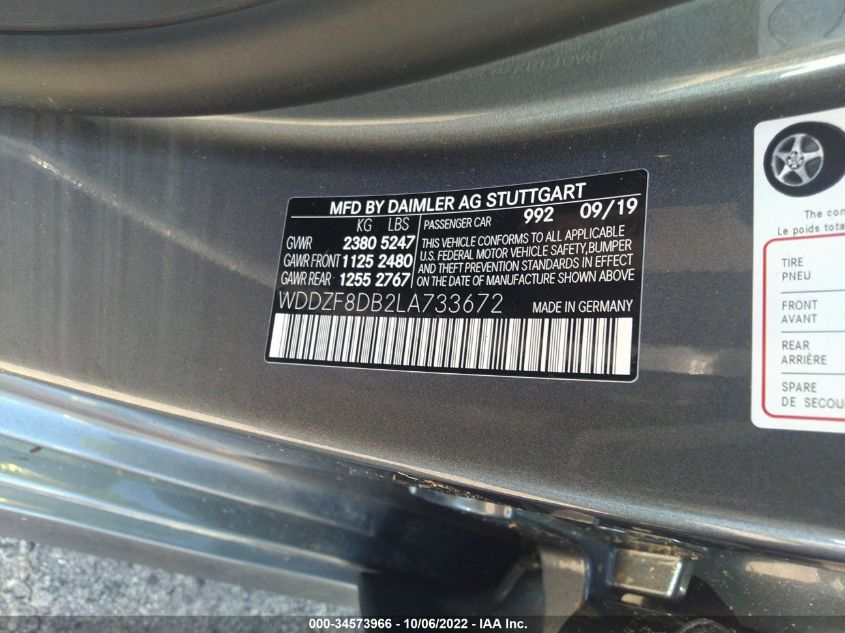 MFD BY DAIMLER AG STUTTGART
KG LBS
PASSENGER CAR 992 09/19
GVWR 2380 5247
GAWR FRONT 1125 2480
GAWR REAR 1255 2767
THIS VEHICLE CONFORMS TO ALL APPLICABLE
U.S. FEDERAL MOTOR VEHICLE SAFETY,BUMPER
AND THEFT PREVENTION STANDARDS IN EFFECT
ON THE DATE OF MANUFACTURE SHOWN ABOVE
WDDZF8DB2LA733672 MADE IN GERMANY
The
Le poids
TIRE
PNEU
FRONT
AVANT
REAR
ARRIÈRE
SPARE
DE
000-34573966 - 10/06/2022 - IAA Inc.